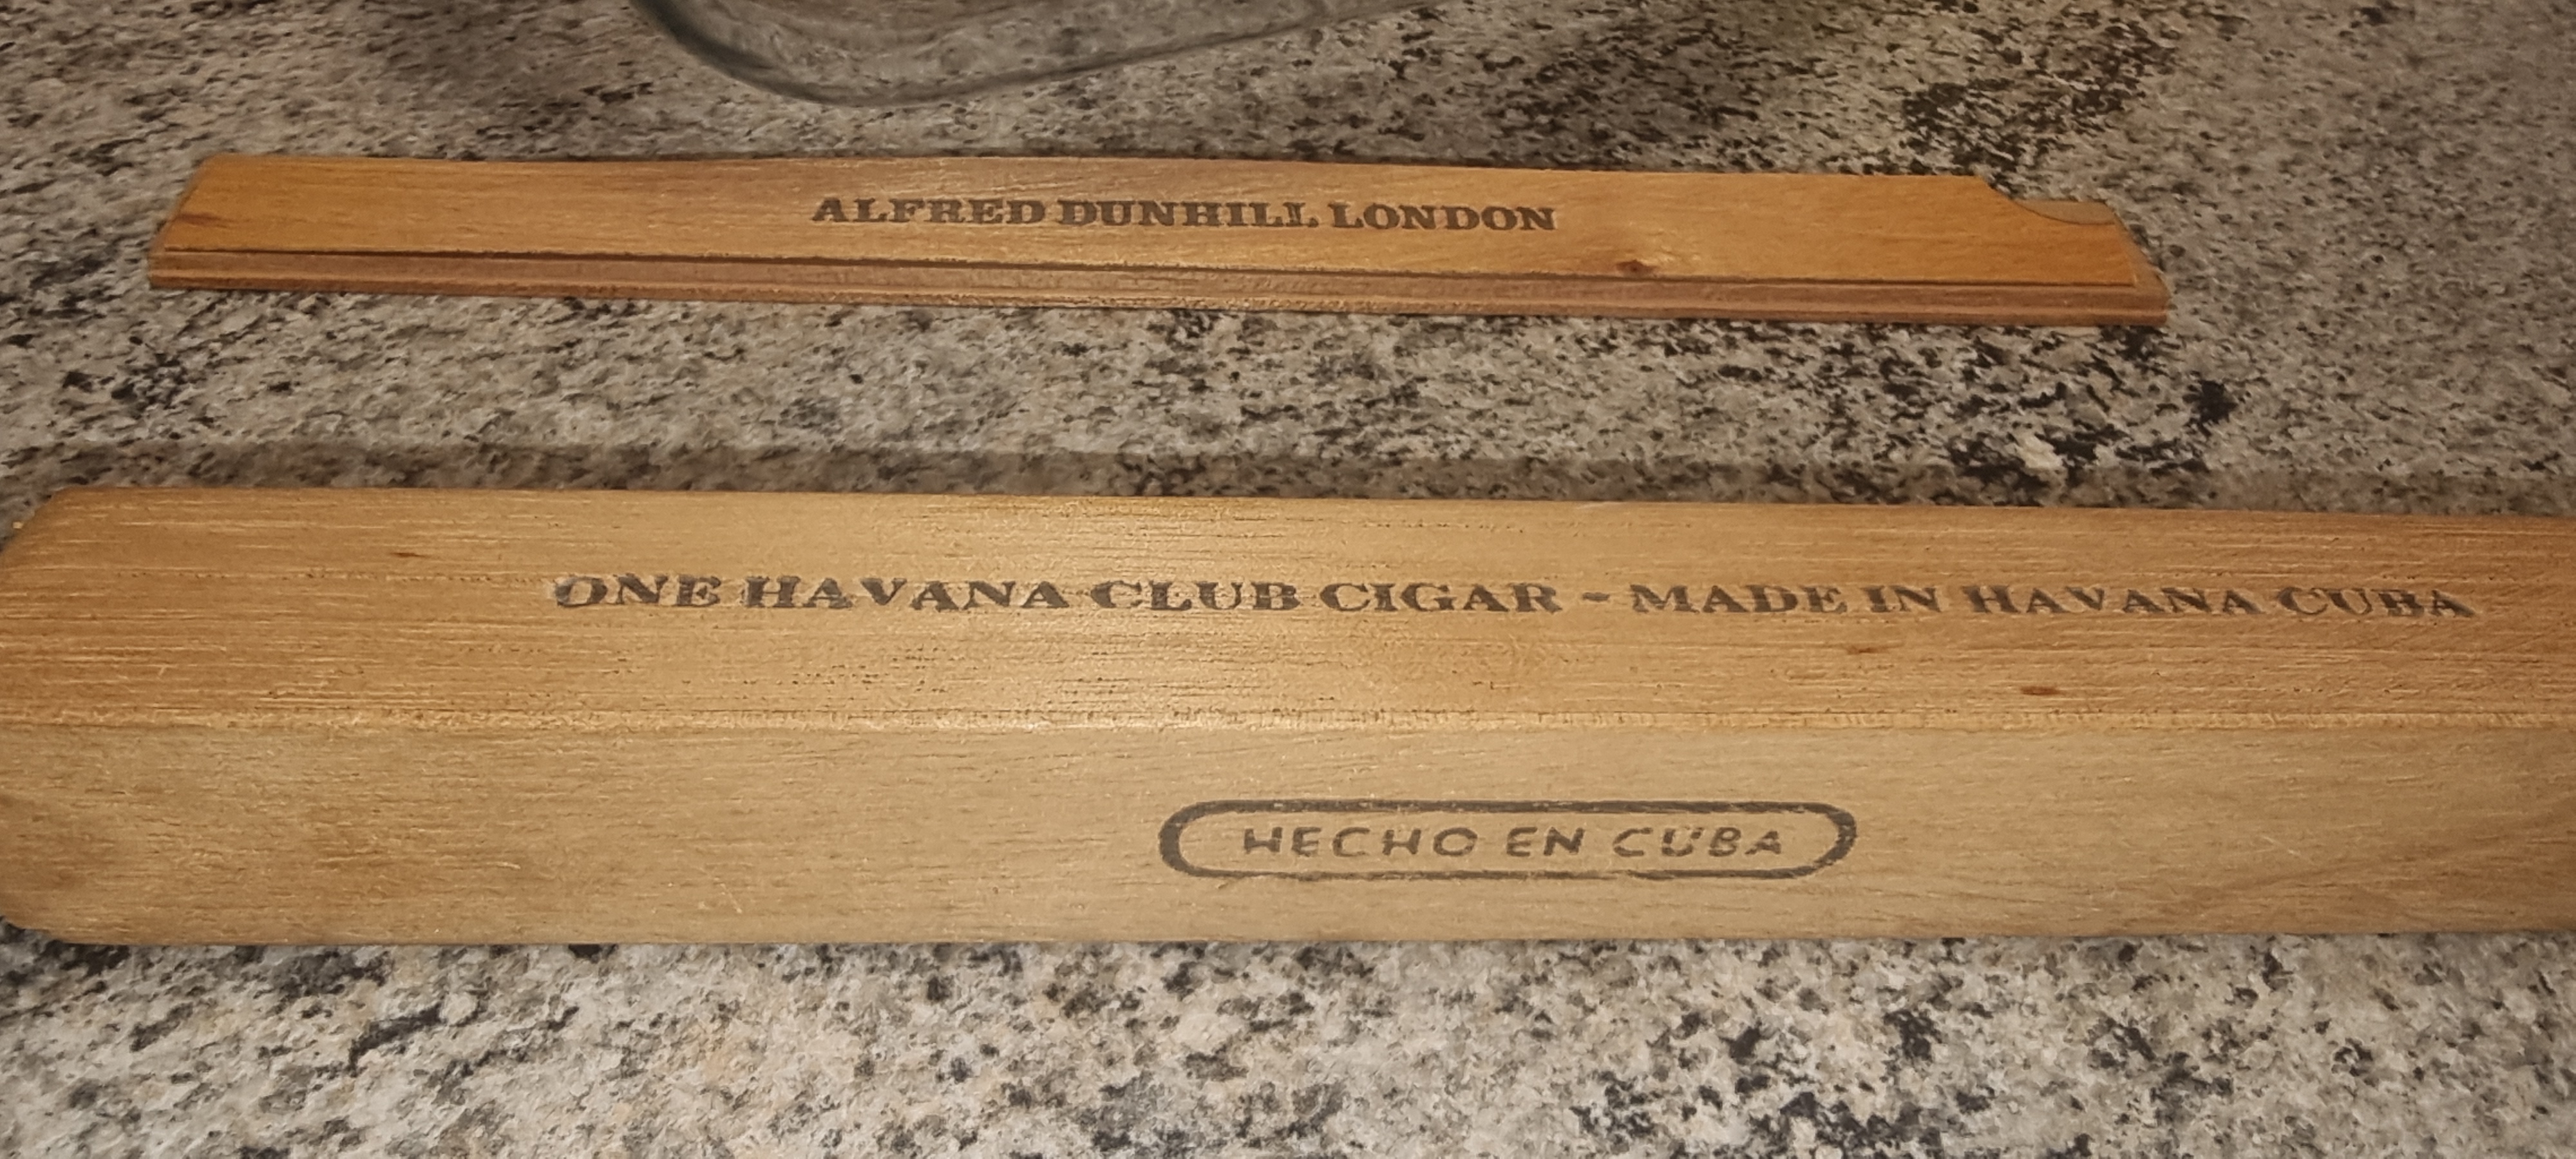 ALFRED DUNHILL LONDON
ONE HAVANA CLUB CIGAR - MADE IN HAVANA CUBA
HECHO EN CUBA